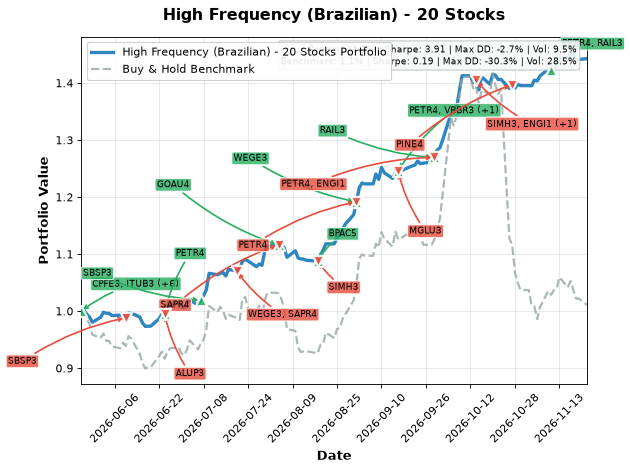 High Frequency (Brazilian) - 20 Stocks
High Frequency (Brazilian) - 20 Stocks Portfolio
Buy & Hold Benchmark
Sharpe: 3.91 | Max DD: -2.7% | Vol: 9.5%
Benchmark: 1.1% | Sharpe: 0.19 | Max DD: -30.3% | Vol: 28.5%
PETR4, RAIL3
PETR4, VBBR3 (+1)
SIMH3, ENGI1 (+1)
RAIL3
PINE4
WEGE3
PETR4, ENGI1
GOAU4
MGLU3
BPAC5
PETR4
PETR4
SBSP3
CPFE3, ITUB3 (+6)
SIMH3
SAPR4
WEGE3, SAPR4
SBSP3
ALUP3
Portfolio Value
1.4
1.3
1.2
1.1
1.0
0.9
2026-06-06
2026-06-22
2026-07-08
2026-07-24
2026-08-09
2026-08-25
2026-09-10
2026-09-26
2026-10-12
2026-10-28
2026-11-13
Date